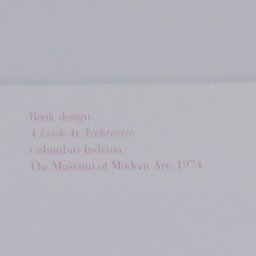 Book design
A Look At Architecture
Columbus Indiana
The Museum of Modern Art, 1974